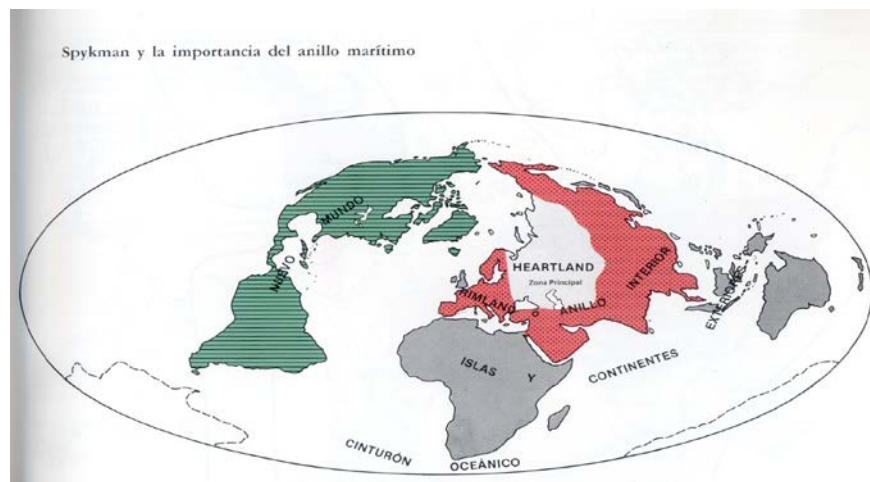 Spykman y la importancia del anillo marítimo
NUEVO MUNDO
HEARTLAND
Zona Principal
RIMLAND O ANILLO INTERIOR
ISLAS Y CONTINENTES EXTERIORES
CINTURÓN OCEÁNICO